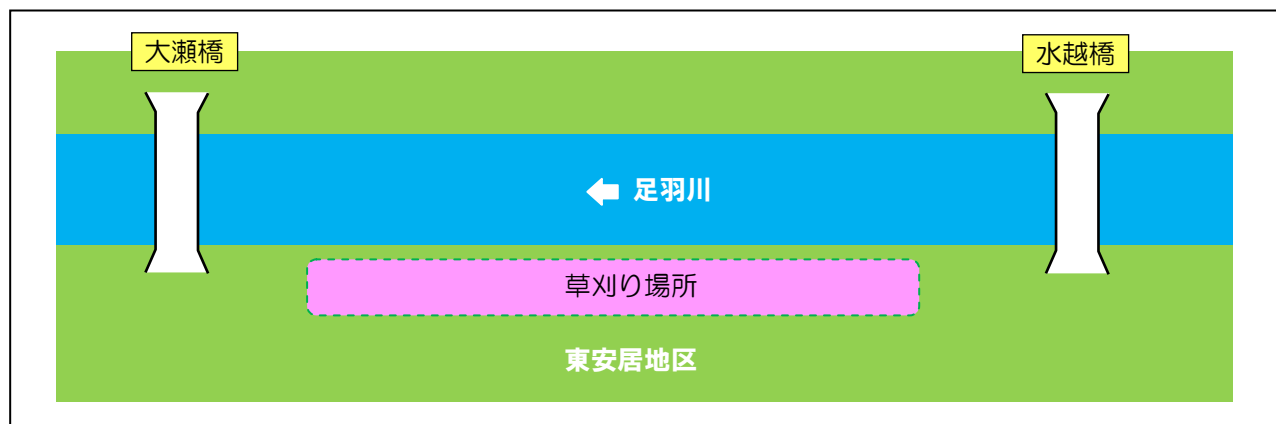 大瀬橋
水越橋
足羽川
草刈り場所
東安居地区